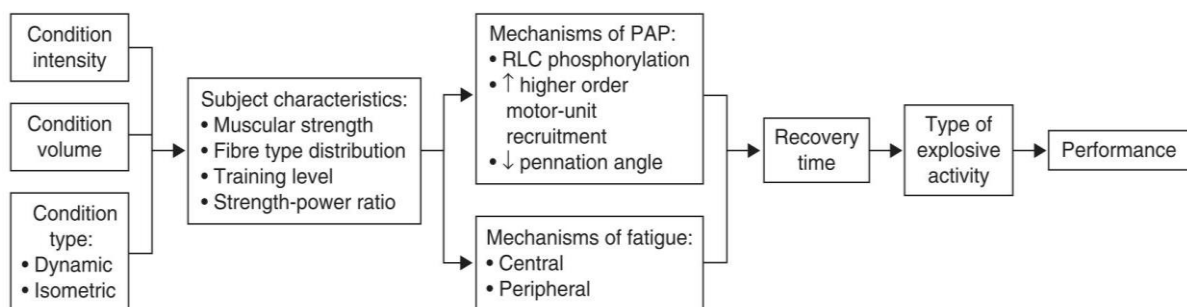 Condition
intensity
Condition
volume
Condition
type:
• Dynamic
• Isometric
Subject characteristics:
• Muscular strength
• Fibre type distribution
• Training level
• Strength-power ratio
Mechanisms of PAP:
• RLC phosphorylation
• ↑ higher order
motor-unit
recruitment
• ↓ pennation angle
Mechanisms of fatigue:
• Central
• Peripheral
Recovery
time
Type of
explosive
activity
Performance